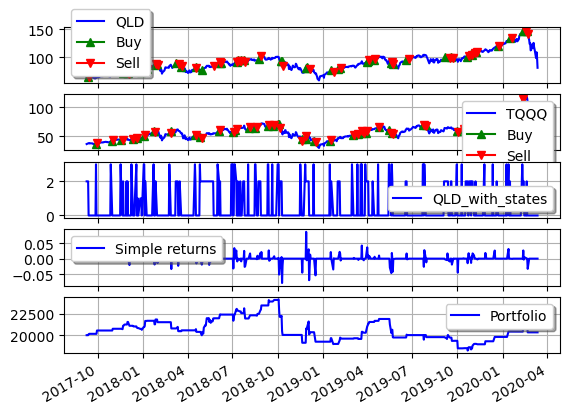 150
100
QLD
Buy
Sell
100
50
TQQQ
Buy
Sell
2
0
QLD_with_states
0.05
0.00
−0.05
Simple returns
22500
20000
Portfolio
2017-10 2018-01 2018-04 2018-07 2018-10 2019-01 2019-04 2019-07 2019-10 2020-01 2020-04